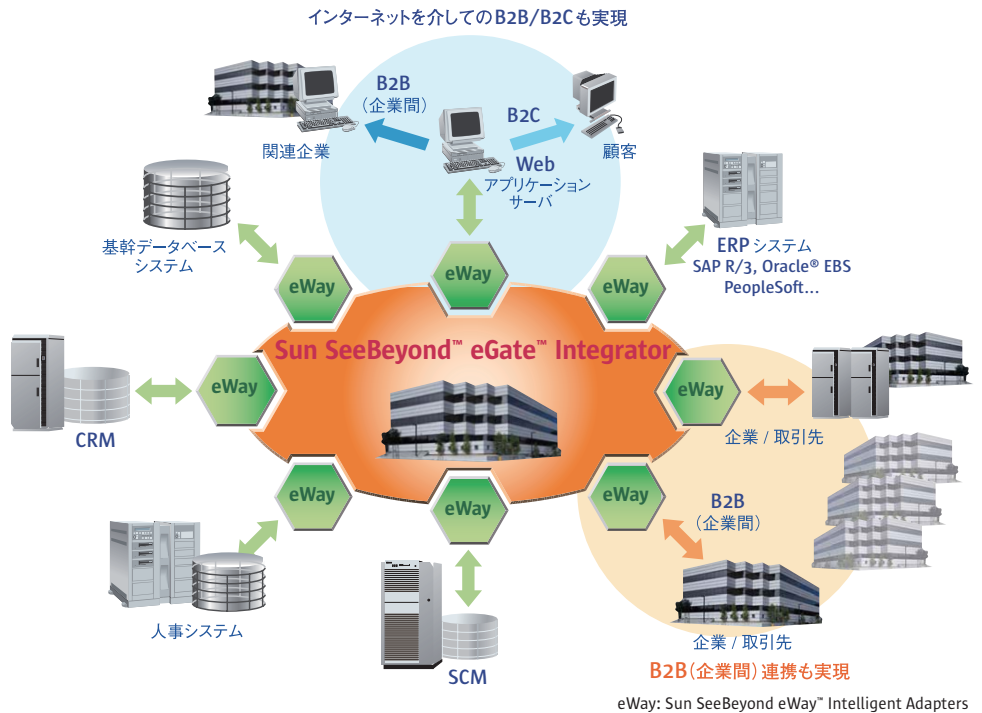 インターネットを介してのB2B/B2Cも実現
B2B
（企業間）
B2C
関連企業
顧客
Web
アプリケーション
サーバ
基幹データベース
システム
ERP システム
SAP R/3, Oracle® EBS
PeopleSoft...
eWay
eWay
eWay
Sun SeeBeyond™ eGate™ Integrator
eWay
eWay
CRM
企業 / 取引先
eWay
eWay
eWay
B2B
（企業間）
人事システム
SCM
企業 / 取引先
B2B（企業間）連携も実現
eWay: Sun SeeBeyond eWay™ Intelligent Adapters